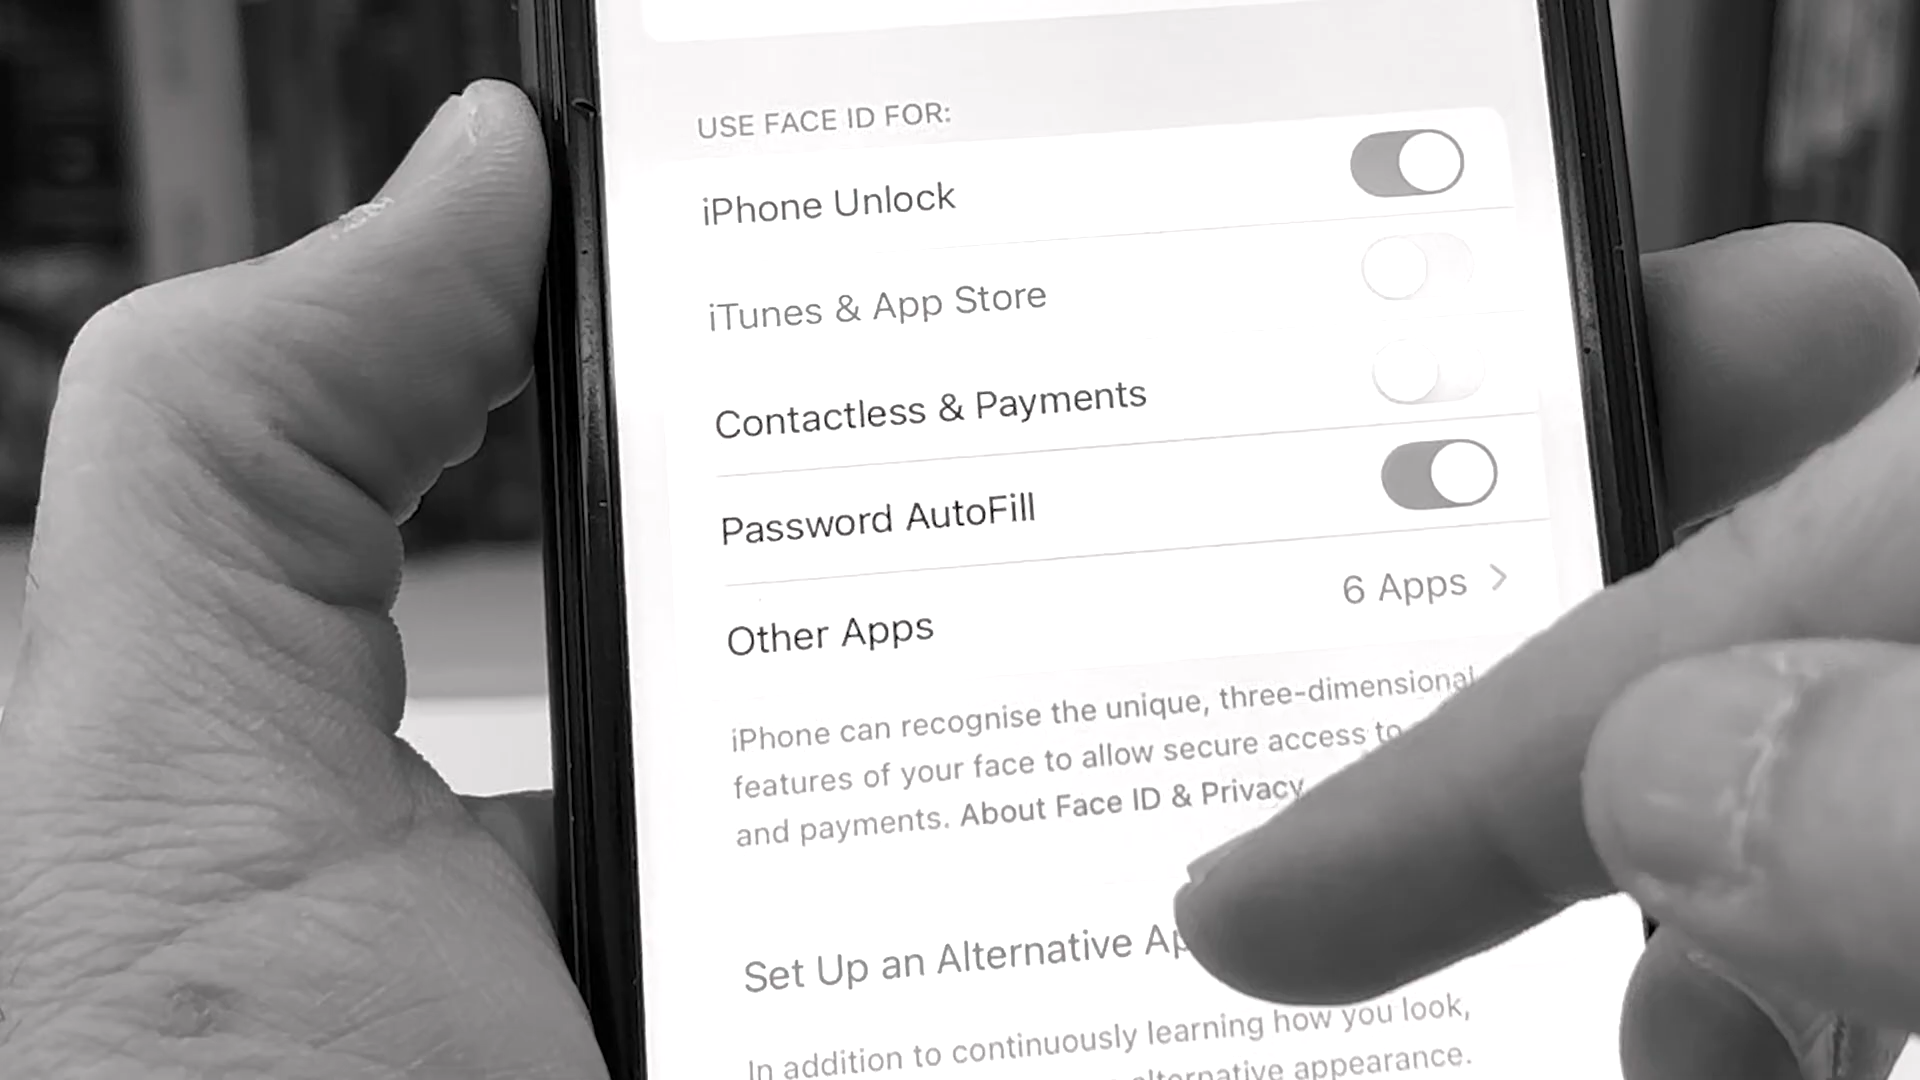 USE FACE ID FOR:
iPhone Unlock
iTunes & App Store
Contactless & Payments
Password AutoFill
Other Apps 6 Apps
iPhone can recognise the unique, three-dimensional
features of your face to allow secure access to
and payments. About Face ID & Privacy
Set Up an Alternative
In addition to continuously learning how you look,
alternative appearance.